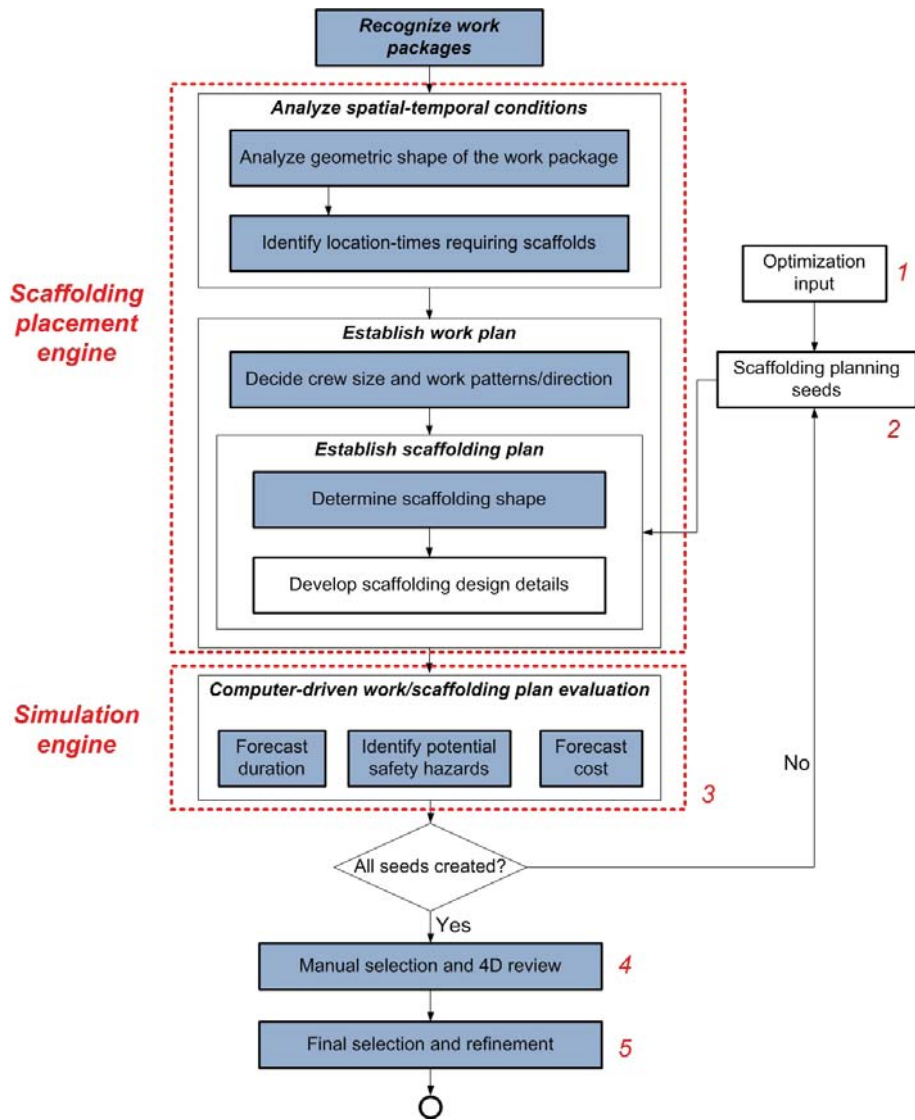 Recognize work
packages
Analyze spatial-temporal conditions
Analyze geometric shape of the work package
Identify location-times requiring scaffolds
Scaffolding
placement
engine
Optimization
input
1
Establish work plan
Decide crew size and work patterns/direction
Scaffolding planning
seeds
2
Establish scaffolding plan
Determine scaffolding shape
Develop scaffolding design details
Simulation
engine
Computer-driven work/scaffolding plan evaluation
Forecast
duration
Identify potential
safety hazards
Forecast
cost
3
No
All seeds created?
Yes
Manual selection and 4D review
4
Final selection and refinement
5